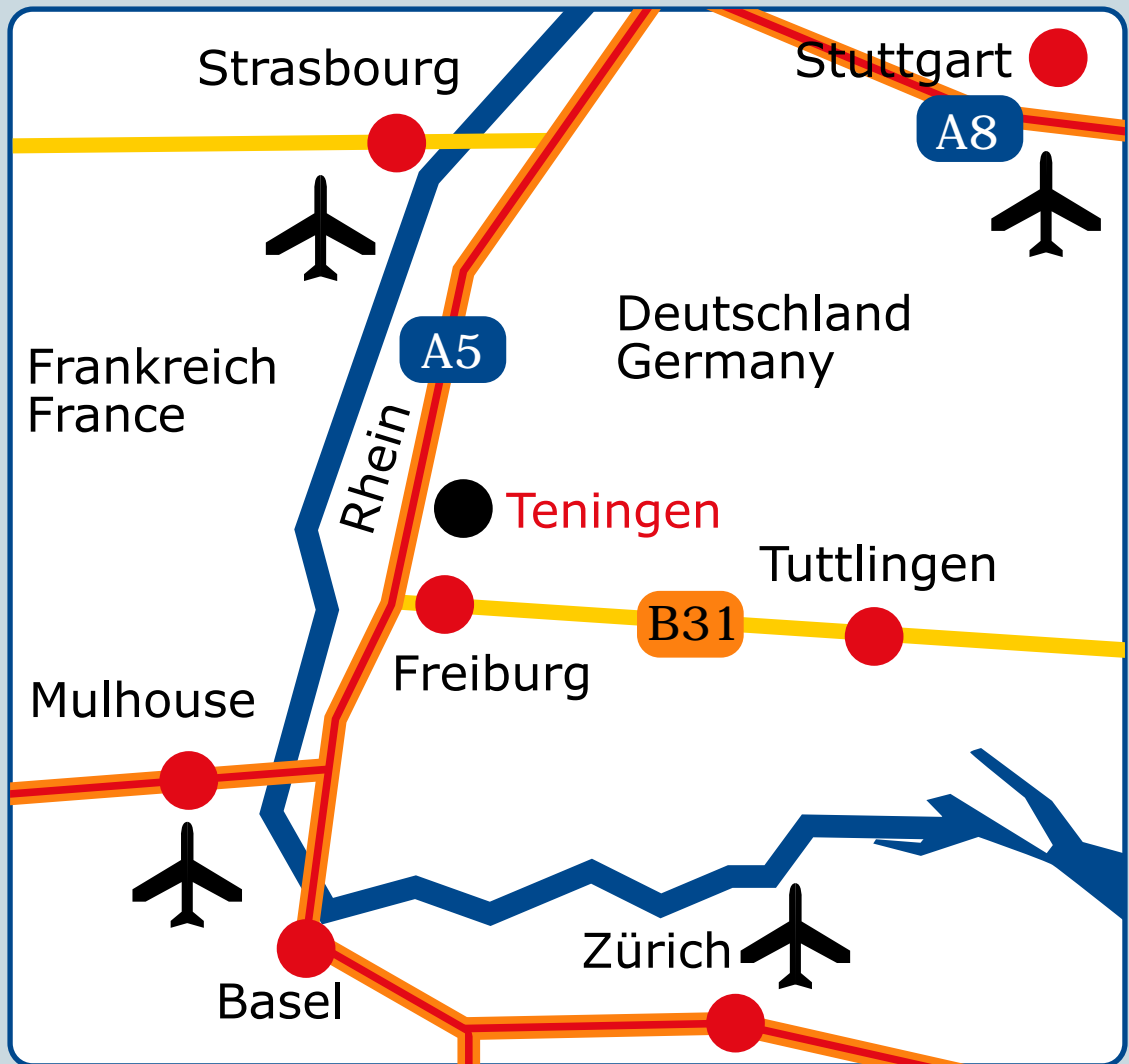 Strasbourg
Stuttgart
A8
Deutschland
Germany
A5
Frankreich
France
Rhein
Teningen
Tuttlingen
B31
Freiburg
Mulhouse
Zürich
Basel